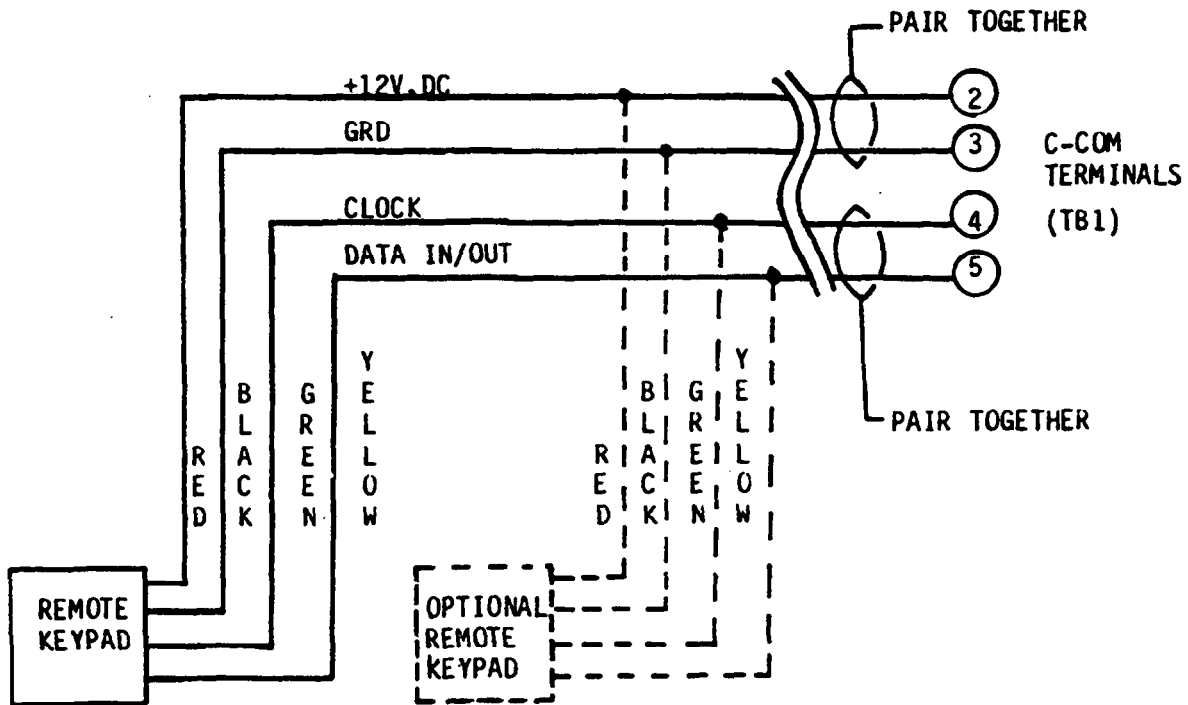 PAIR TOGETHER
+12V.DC
2
GRD
3
C-COM
TERMINALS
(TB1)
CLOCK
4
DATA IN/OUT
5
PAIR TOGETHER
RED
BLACK
GREEN
YELLOW
RED
BLACK
GREEN
YELLOW
REMOTE
KEYPAD
OPTIONAL
REMOTE
KEYPAD